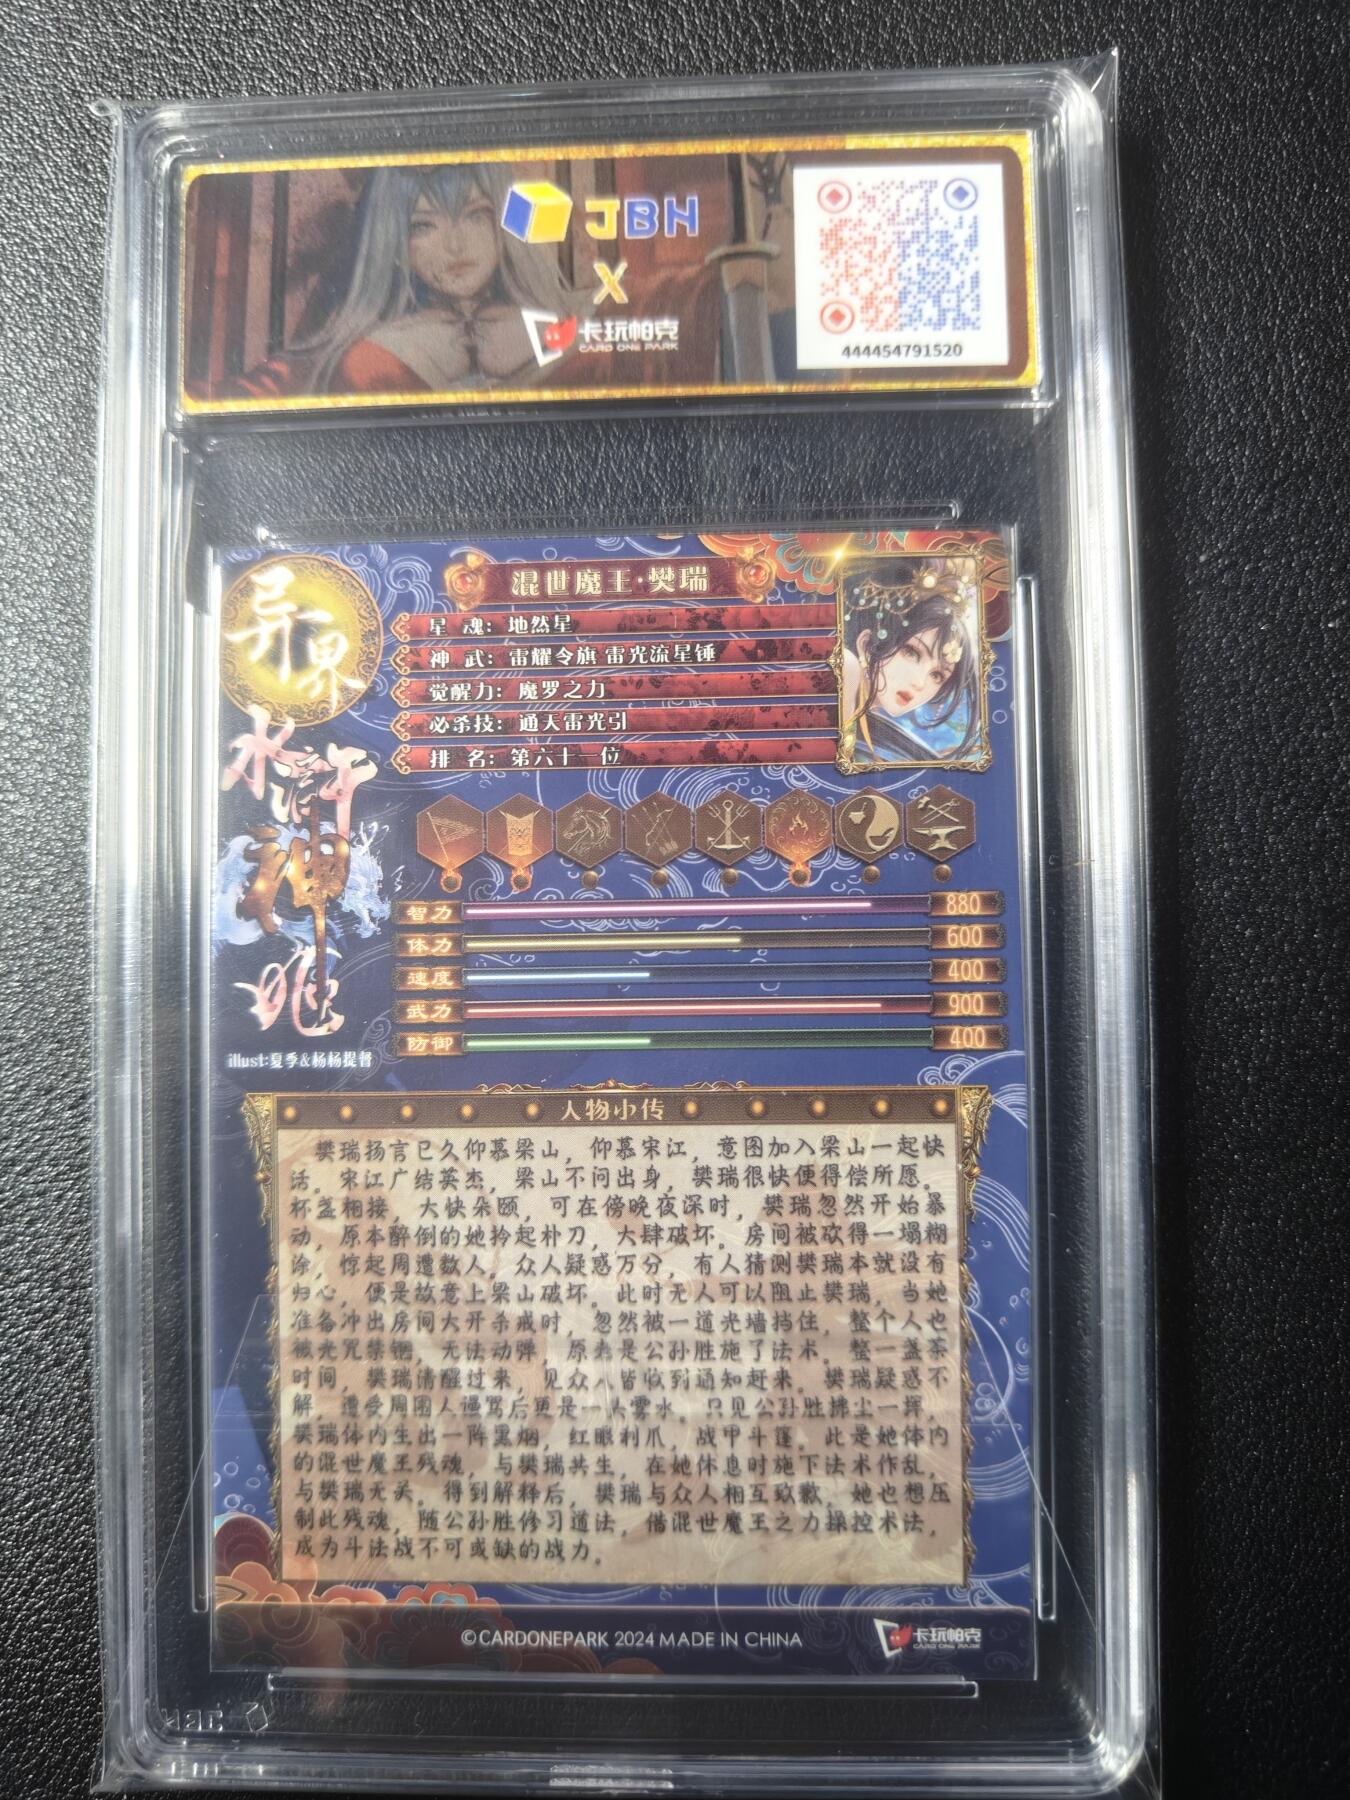 JBH
X
卡玩帕克
CARD ONE PARK
444454791520
异界
水浒
神
姬
混世魔王·樊瑞
星 魂：地然星
神 武：雷耀令旗 雷光流星锤
觉醒力：魔罗之力
必杀技：通天雷光引
排 名：第六十一位
智力 880
体力 600
速度 400
武力 900
防御 400
illust:夏季&杨杨提督
人物小传
樊瑞扬言已久仰慕梁山，仰慕宋江，意图加入梁山一起快
活。宋江广结英杰，梁山不问出身，樊瑞很快便得偿所愿。
杯盏相接，大快朵颐，可在傍晚夜深时，樊瑞忽然开始暴
动，原本醉倒的她拎起朴刀，大肆破坏。房间被砍得一塌糊
涂，惊起周遭数人。众人疑惑万分，有人猜测樊瑞本就没有
归心，便是故意上梁山破坏。此时无人可以阻止樊瑞，当她
准备冲出房间大开杀戒时，忽然被一道光墙挡住，整个人也
被光咒禁锢，无法动弹，原来是公孙胜施了法术。整一盏茶
时间，樊瑞清醒过来，见众人皆收到通知赶来。樊瑞疑惑不
解，遭受周围人谩骂后更是一头雾水。只见公孙胜拂尘一挥，
樊瑞体内生出一阵黑烟，红眼利爪，战甲斗篷。此是她体内
的混世魔王残魂，与樊瑞共生，在她休息时施下法术作乱，
与樊瑞无关。得到解释后，樊瑞与众人相互致歉，她也想压
制此残魂，随公孙胜修习道法，借混世魔王之力操控术法，
成为斗法战不可或缺的战力。
©CARDONEPARK 2024 MADE IN CHINA
卡玩帕克
CARD ONE PARK